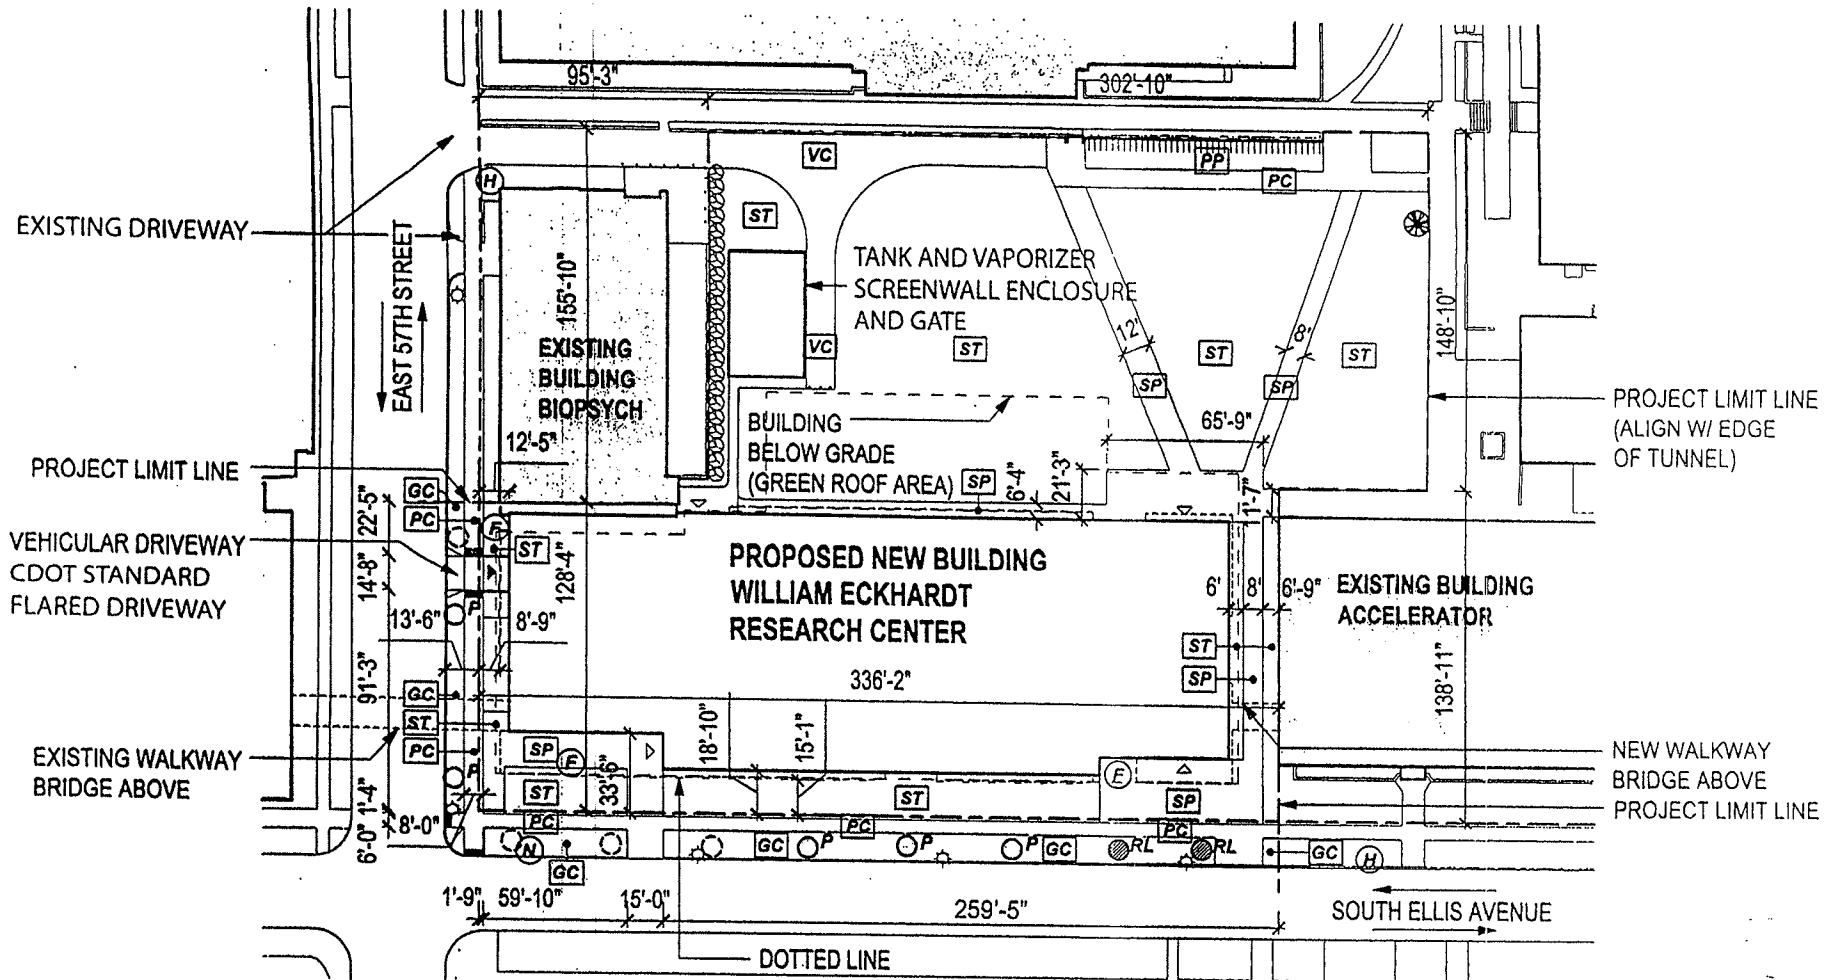 95'-3"
302'-10"
VC
PP
PC
H
ST
EXISTING DRIVEWAY
EAST 57TH STREET
155'-10"
TANK AND VAPORIZER
SCREENWALL ENCLOSURE
AND GATE
12'
8'
148'-10"
EXISTING
BUILDING
BIOPSYCH
VC
ST
ST
ST
SP
SP
PROJECT LIMIT LINE
(ALIGN W/ EDGE
OF TUNNEL)
12'-5"
BUILDING
BELOW GRADE
(GREEN ROOF AREA)
65'-9"
PROJECT LIMIT LINE
GC
PC
22'-5"
SP
6'-4"
21'-3"
1'-7"
F
ST
VEHICULAR DRIVEWAY
CDOT STANDARD
FLARED DRIVEWAY
14'-8"
128'-4"
PROPOSED NEW BUILDING
WILLIAM ECKHARDT
RESEARCH CENTER
6'
8'
6'-9"
EXISTING BUILDING
ACCELERATOR
P
13'-6"
8'-9"
ST
SP
91'-3"
GC
336'-2"
138'-11"
ST
PC
18'-10"
15'-1"
EXISTING WALKWAY
BRIDGE ABOVE
SP
F
F
NEW WALKWAY
BRIDGE ABOVE
P
ST
33'-6"
ST
SP
PROJECT LIMIT LINE
1'-4"
8'-0"
6'-0"
PC
PC
PC
N
GC
GC
P
P
P
GC
RL
RL
GC
H
1'-9"
59'-10"
15'-0"
259'-5"
SOUTH ELLIS AVENUE
DOTTED LINE